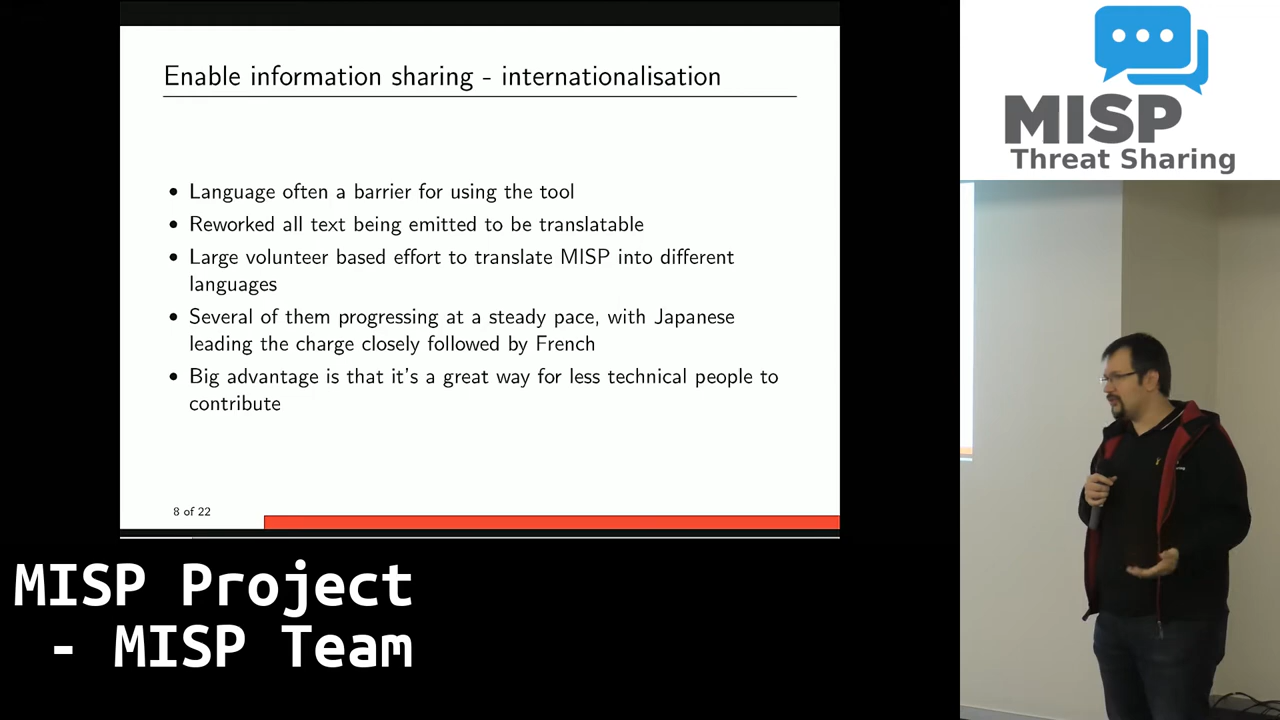 Enable information sharing - internationalisation
• Language often a barrier for using the tool
• Reworked all text being emitted to be translatable
• Large volunteer based effort to translate MISP into different
languages
• Several of them progressing at a steady pace, with Japanese
leading the charge closely followed by French
• Big advantage is that it's a great way for less technical people to
contribute
8 of 22
MISP
Threat Sharing
MISP Project
- MISP Team